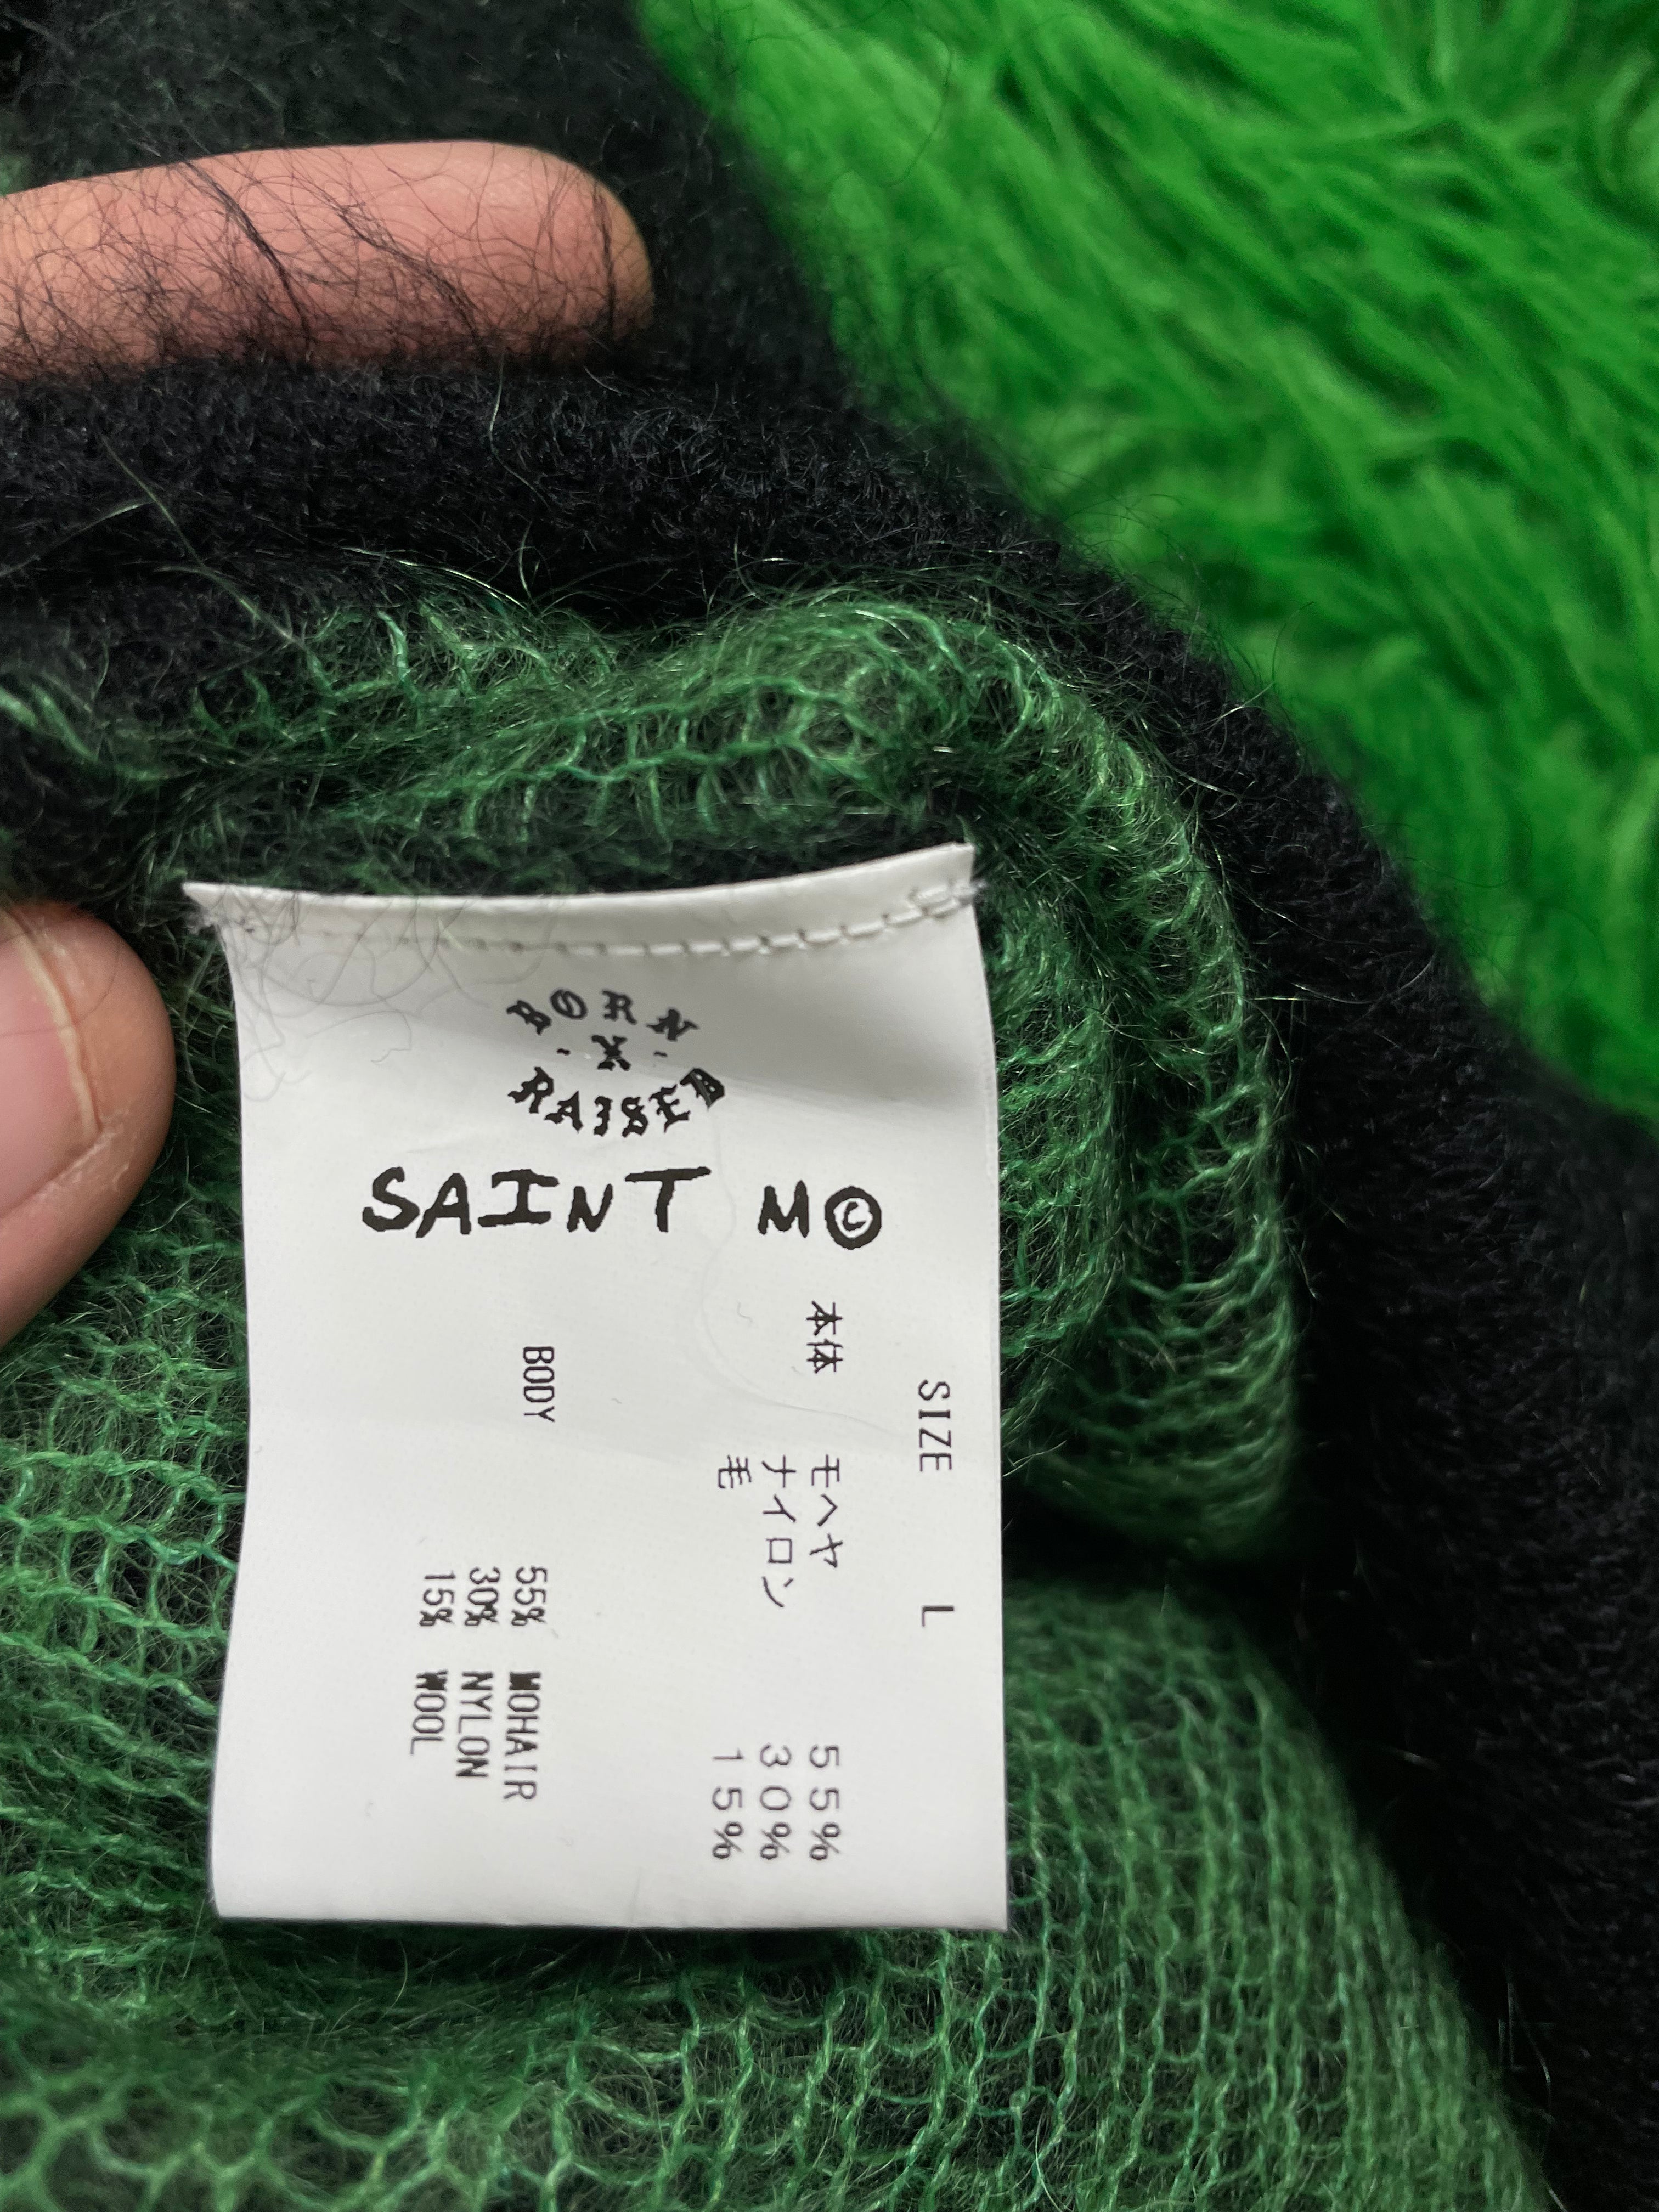 BORN
- X -
RAISED
SAINT M©
SIZE L
本体 モヘヤ 55%
ナイロン 30%
毛 15%
BODY 55% MOHAIR
30% NYLON
15% WOOL